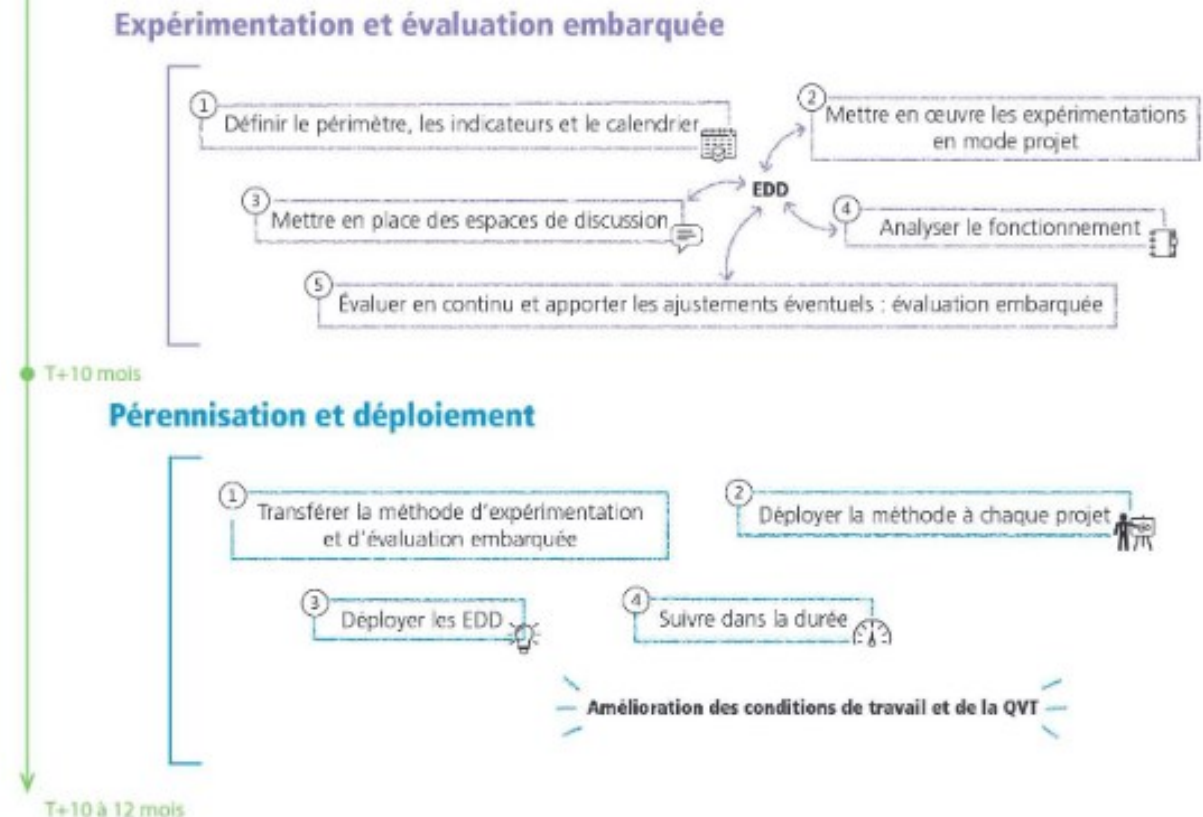 Expérimentation et évaluation embarquée
1
Définir le périmètre, les indicateurs et le calendrier
2
Mettre en œuvre les expérimentations
en mode projet
EDD
3
Mettre en place des espaces de discussion
4
Analyser le fonctionnement
5
Évaluer en continu et apporter les ajustements éventuels : évaluation embarquée
T+10 mois
Pérennisation et déploiement
1
Transférer la méthode d'expérimentation
et d'évaluation embarquée
2
Déployer la méthode à chaque projet
3
Déployer les EDD
4
Suivre dans la durée
Amélioration des conditions de travail et de la QVT
T+10 à 12 mois